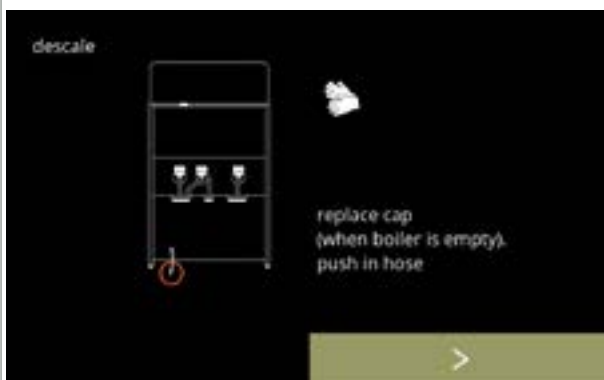 descale
replace cap
(when boiler is empty).
push in hose
>